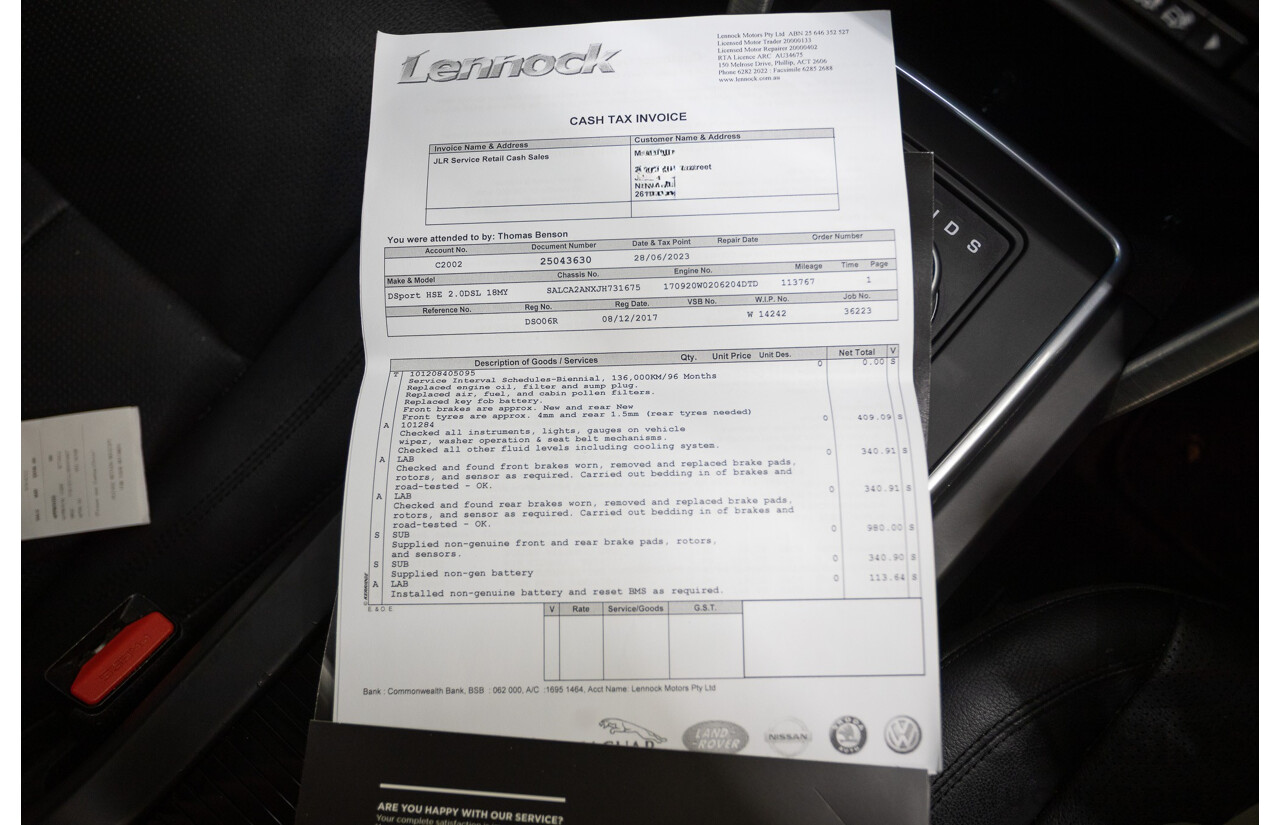 Lennock
Lennock Motors Pty Ltd ABN 25 646 352 527
Licensed Motor Trader 20000133
Licensed Motor Repairer 20000402
RTA Licence ARC AU34675
150 Melrose Drive, Phillip, ACT 2606
Phone 6282 2022 : Facsimile 6285 2688
www.lennock.com.au
CASH TAX INVOICE
Invoice Name & Address Customer Name & Address
JLR Service Retail Cash Sales
You were attended to by: Thomas Benson
Account No. Document Number Date & Tax Point Repair Date Order Number
C2002 25043630 28/06/2023
Make & Model Chassis No. Engine No. Mileage Time Page
DSport HSE 2.0DSL 18MY SALCA2ANXJH731675 170920W0206204DTD 113767 1
Reference No. Reg No. Reg Date. VSB No. W.I.P. No. Job No.
DSO06R 08/12/2017 W 14242 36223
Description of Goods / Services Qty. Unit Price Unit Des. Net Total V
T 101208405095 0 0.00 S
Service Interval Schedules-Biennial, 136,000KM/96 Months
Replaced engine oil, filter and sump plug.
Replaced air, fuel, and cabin pollen filters.
Replaced key fob battery.
Front brakes are approx. New and rear New
Front tyres are approx. 4mm and rear 1.5mm (rear tyres needed)
A 101284 0 409.09 S
Checked all instruments, lights, gauges on vehicle
wiper, washer operation & seat belt mechanisms.
Checked all other fluid levels including cooling system.
A LAB 0 340.91 S
Checked and found front brakes worn, removed and replaced brake pads,
rotors, and sensor as required. Carried out bedding in of brakes and
road-tested - OK.
A LAB 0 340.91 S
Checked and found rear brakes worn, removed and replaced brake pads,
rotors, and sensor as required. Carried out bedding in of brakes and
road-tested - OK.
S SUB 0 980.00 S
Supplied non-genuine front and rear brake pads, rotors,
and sensors.
S SUB 0 340.90 S
Supplied non-gen battery
A LAB 0 113.64 S
Installed non-genuine battery and reset BMS as required.
E & O E
V Rate Service/Goods G.S.T.
Bank : Commonwealth Bank, BSB : 062 000, A/C :1695 1464, Acct Name: Lennock Motors Pty Ltd
JAGUAR LAND-ROVER NISSAN
ARE YOU HAPPY WITH OUR SERVICE?
Your complete satisfaction is
D S